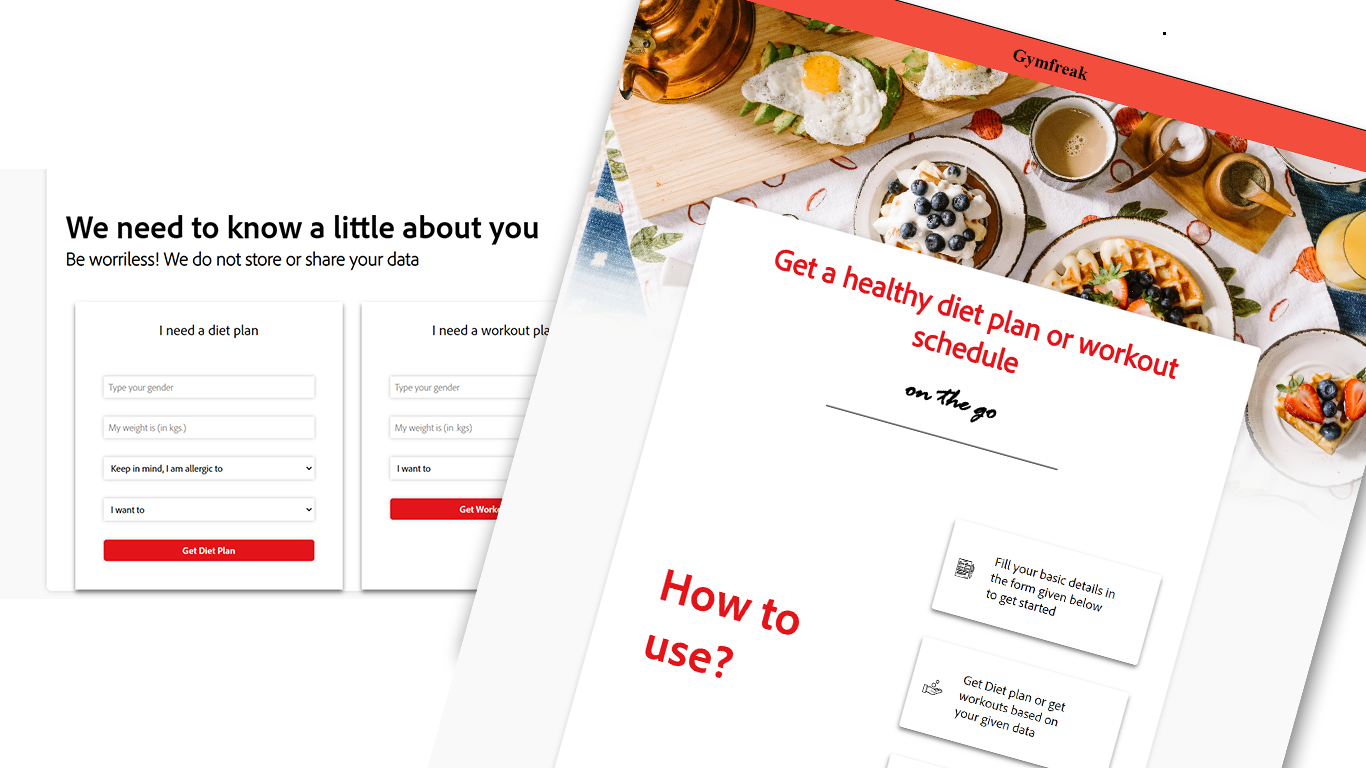 We need to know a little about you
Be worriless! We do not store or share your data
I need a diet plan
Type your gender
My weight is (in kgs.)
Keep in mind, I am allergic to
I want to
Get Diet Plan
I need a workout pla
Type your gender
My weight is (in .kgs)
I want to
Get Worko
Gymfreak
Get a healthy diet plan or workout
schedule
on the go
How to
use?
Fill your basic details in
the form given below
to get started
Get Diet plan or get
workouts based on
your given data